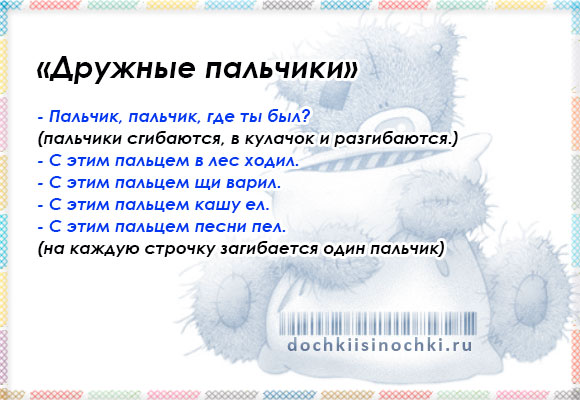 «Дружные пальчики»
- Пальчик, пальчик, где ты был?
(пальчики сгибаются, в кулачок и разгибаются.)
- С этим пальцем в лес ходил.
- С этим пальцем щи варил.
- С этим пальцем кашу ел.
- С этим пальцем песни пел.
(на каждую строчку загибается один пальчик)
dochkiisinochki.ru